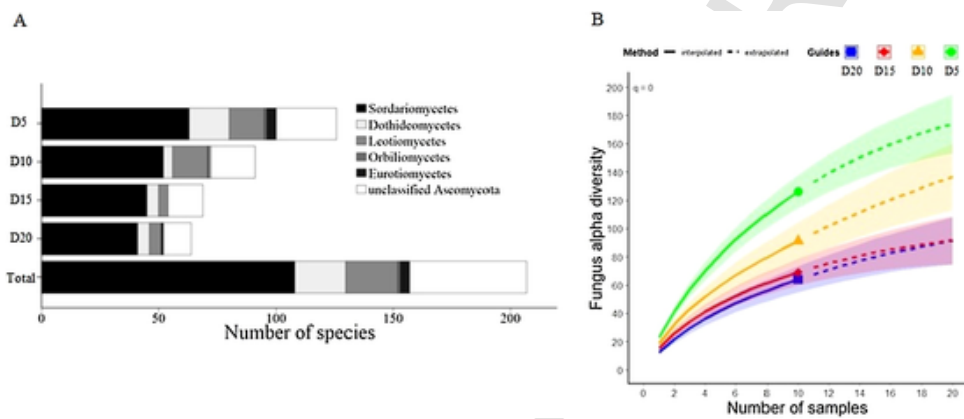 A
D5
D10
D15
D20
Total
Sordariomycetes
Dothideomycetes
Leotiomycetes
Orbiliomycetes
Eurotiomycetes
unclassified Ascomycota
0 50 100 150 200
Number of species
B
Method interpolated extrapolated Guides
D20 D15 D10 D5
q = 0
200
180
160
140
120
100
80
60
40
20
0
Fungus alpha diversity
0 2 4 6 8 10 12 14 16 18 20
Number of samples